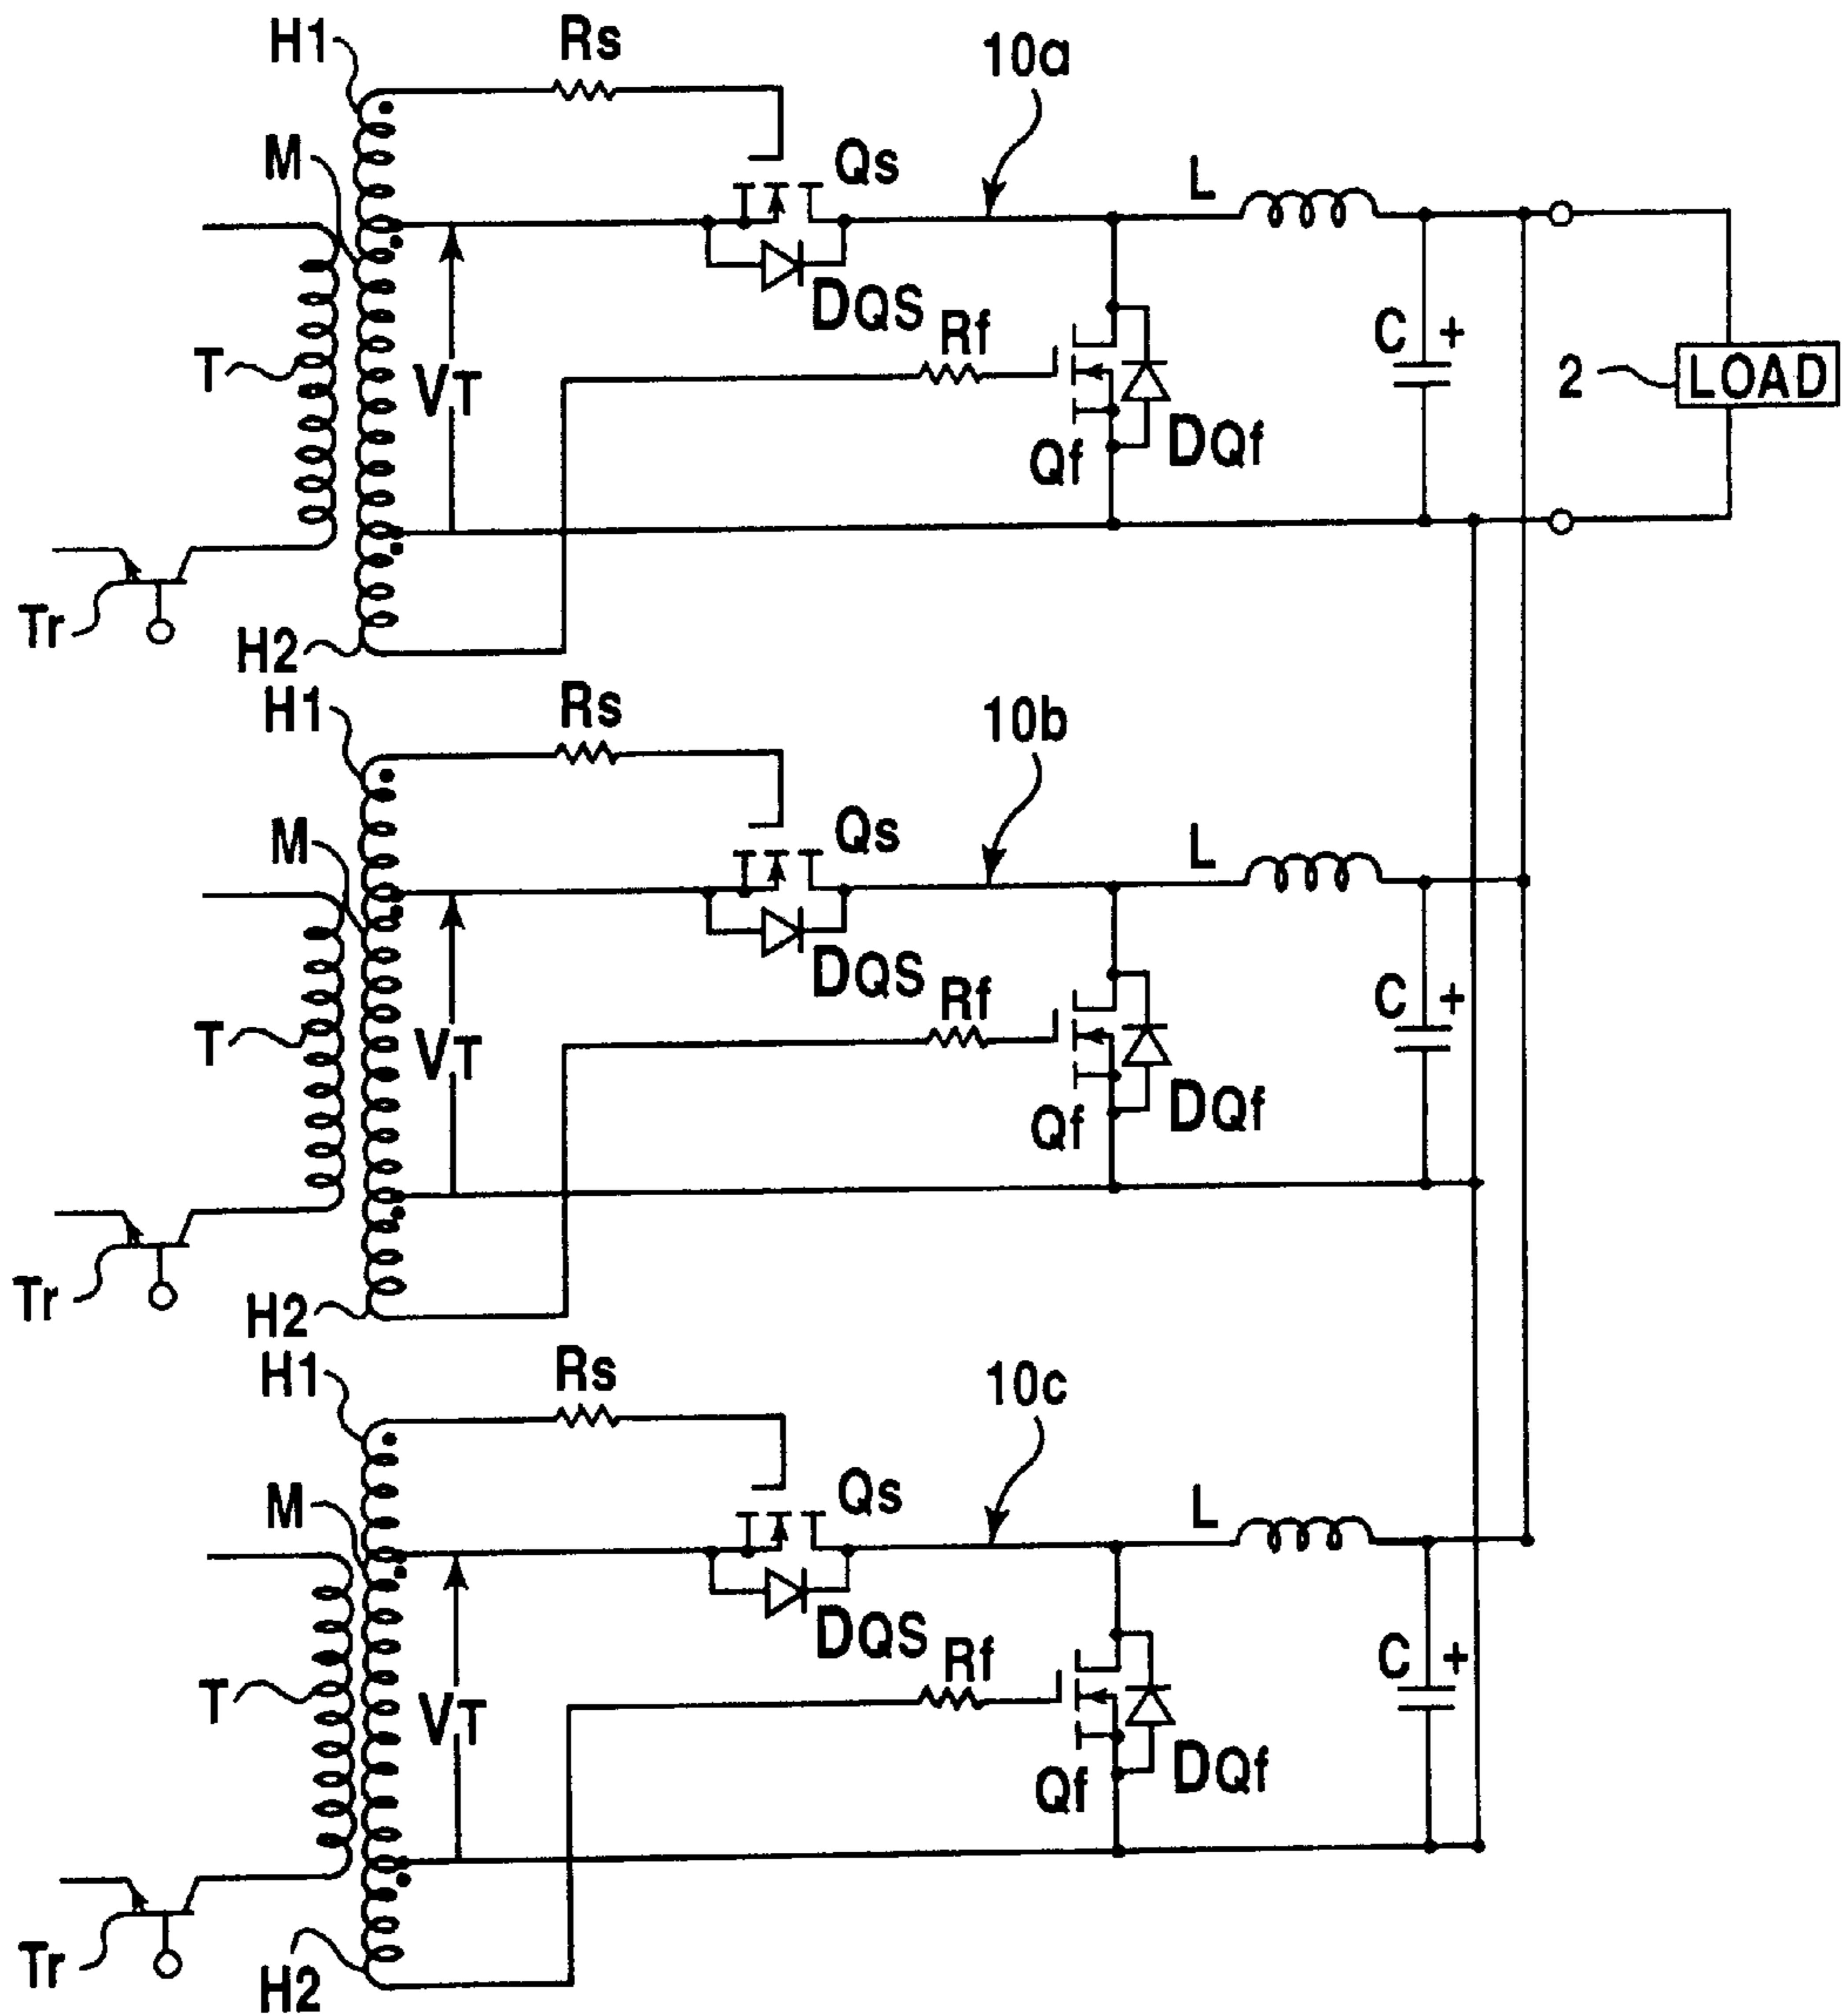 H1
Rs
10a
M
Qs
L
DQS
T
VT
Rf
C +
2
LOAD
Qf
DQf
Tr
H2
H1
Rs
10b
M
Qs
L
DQS
T
VT
Rf
C +
Qf
DQf
Tr
H2
H1
Rs
10c
M
Qs
L
DQS
T
VT
Rf
C +
Qf
DQf
Tr
H2